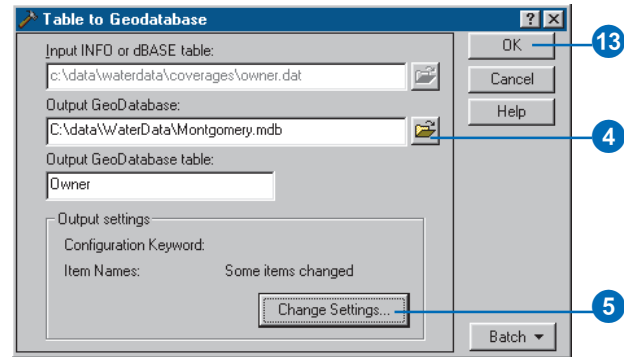 Table to Geodatabase
Input INFO or dBASE table:
c:\data\waterdata\coverages\owner.dat
Output GeoDatabase:
C:\data\WaterData\Montgomery.mdb
Output GeoDatabase table:
Owner
Output settings
Configuration Keyword:
Item Names: Some items changed
Change Settings...
OK
Cancel
Help
Batch
13
4
5